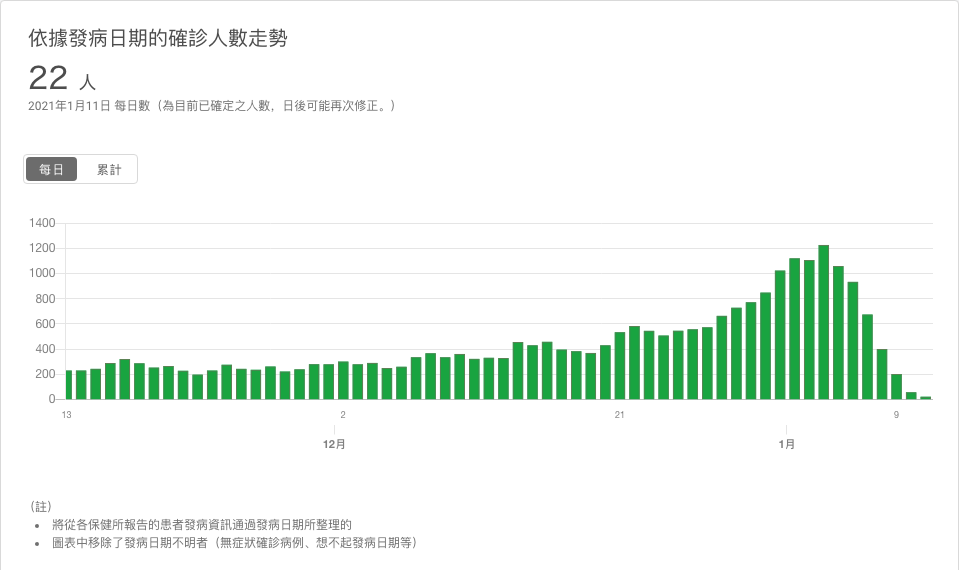 依據發病日期的確診人數走勢
22 人
2021年1月11日 每日數（為目前已確定之人數，日後可能再次修正。）
每日 累計
1400
1200
1000
800
600
400
200
0
13 2 21 9
12月 1月
（註）
• 將從各保健所報告的患者發病資訊通過發病日期所整理的
• 圖表中移除了發病日期不明者（無症狀確診病例、想不起發病日期等）